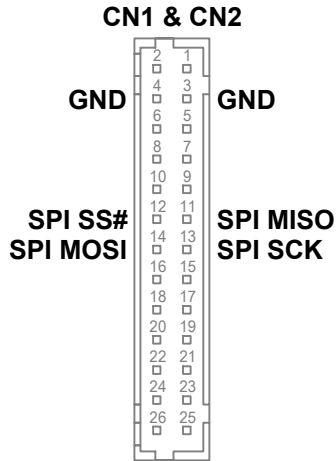 CN1 & CN2
2 1
GND 4 3 GND
6 5
8 7
10 9
SPI SS# 12 11 SPI MISO
SPI MOSI 14 13 SPI SCK
16 15
18 17
20 19
22 21
24 23
26 25